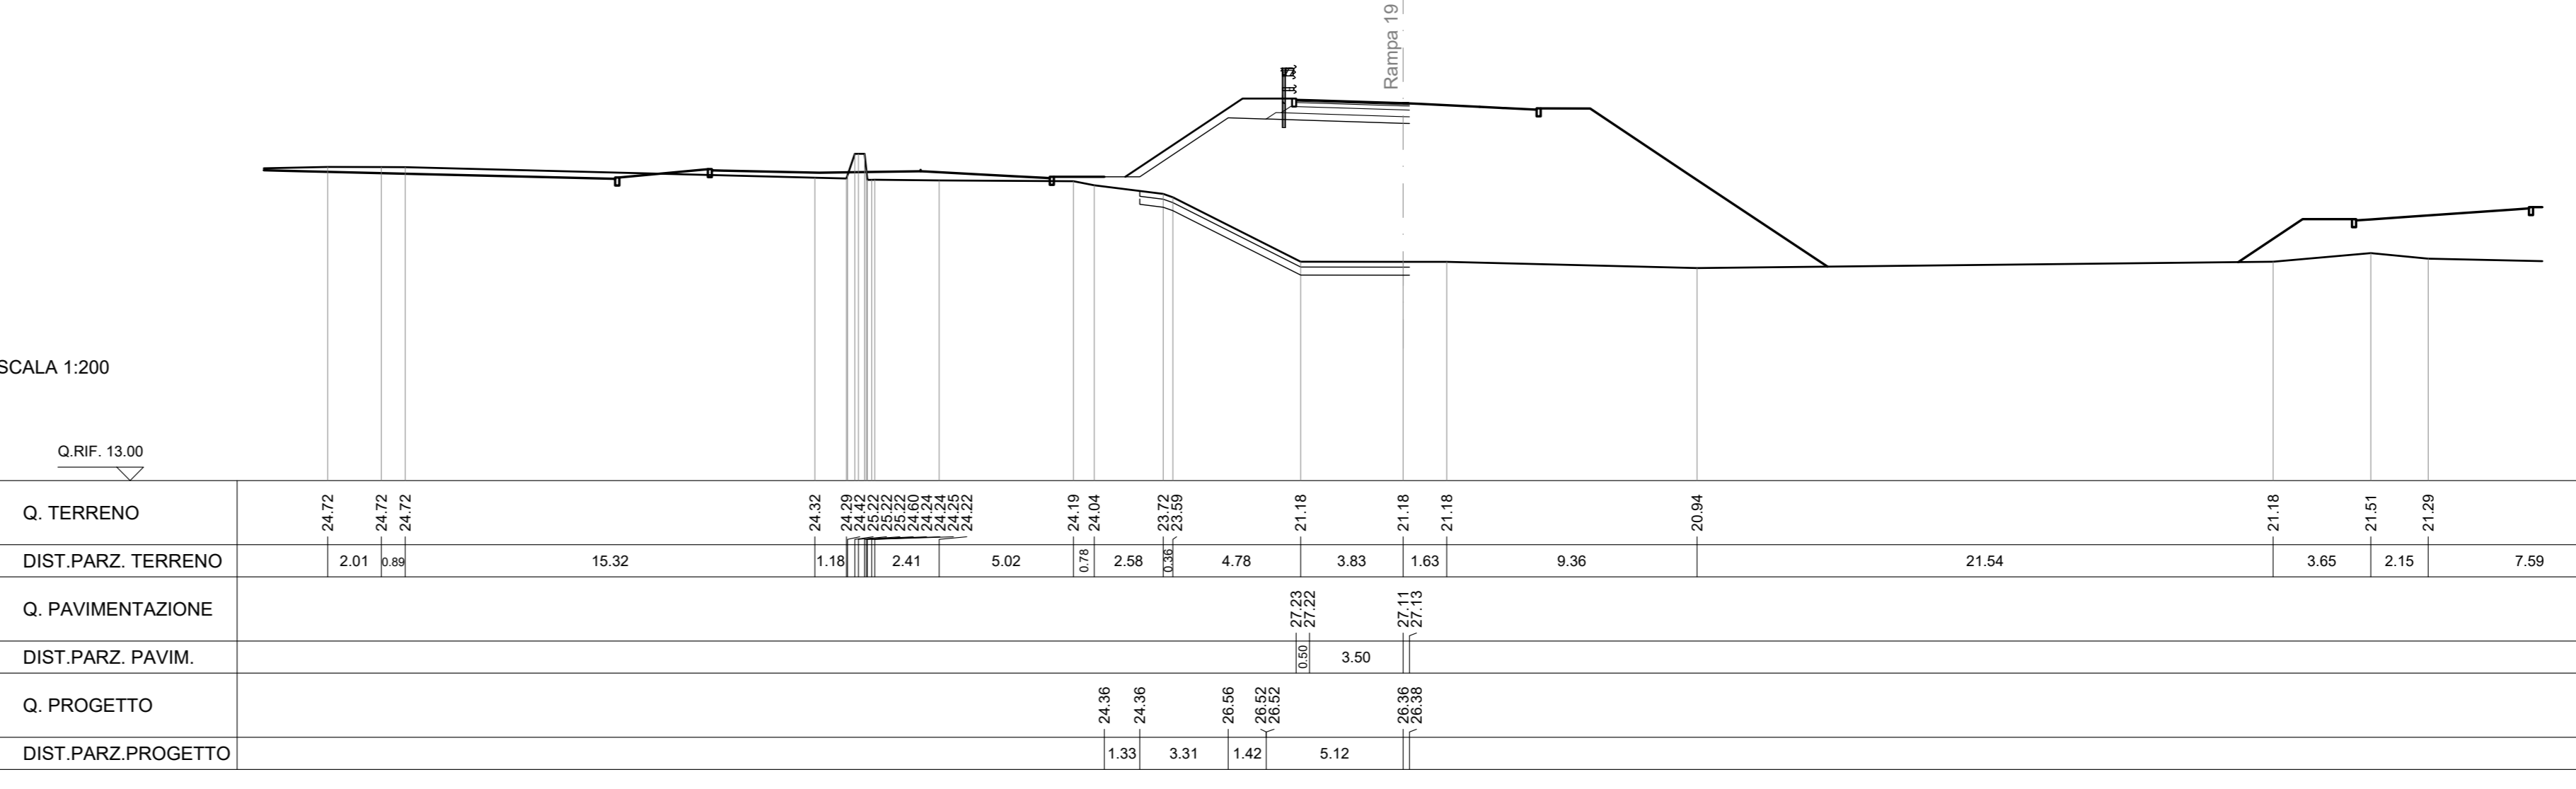 Rampa 19
SCALA 1:200
Q.RIF. 13.00
Q. TERRENO 24.72 24.72 24.72 24.32 24.29 24.42 25.22 25.22 25.22 24.60 24.24 24.24 24.25 24.22 24.19 24.04 23.72 23.59 21.18 21.18 21.18 20.94 21.18 21.51 21.29
DIST.PARZ. TERRENO 2.01 0.89 15.32 1.18 2.41 5.02 0.78 2.58 0.36 4.78 3.83 1.63 9.36 21.54 3.65 2.15 7.59
Q. PAVIMENTAZIONE 27.23 27.22 27.11 27.13
DIST.PARZ. PAVIM. 0.50 3.50
Q. PROGETTO 24.36 24.36 26.56 26.52 26.52 26.36 26.38
DIST.PARZ.PROGETTO 1.33 3.31 1.42 5.12